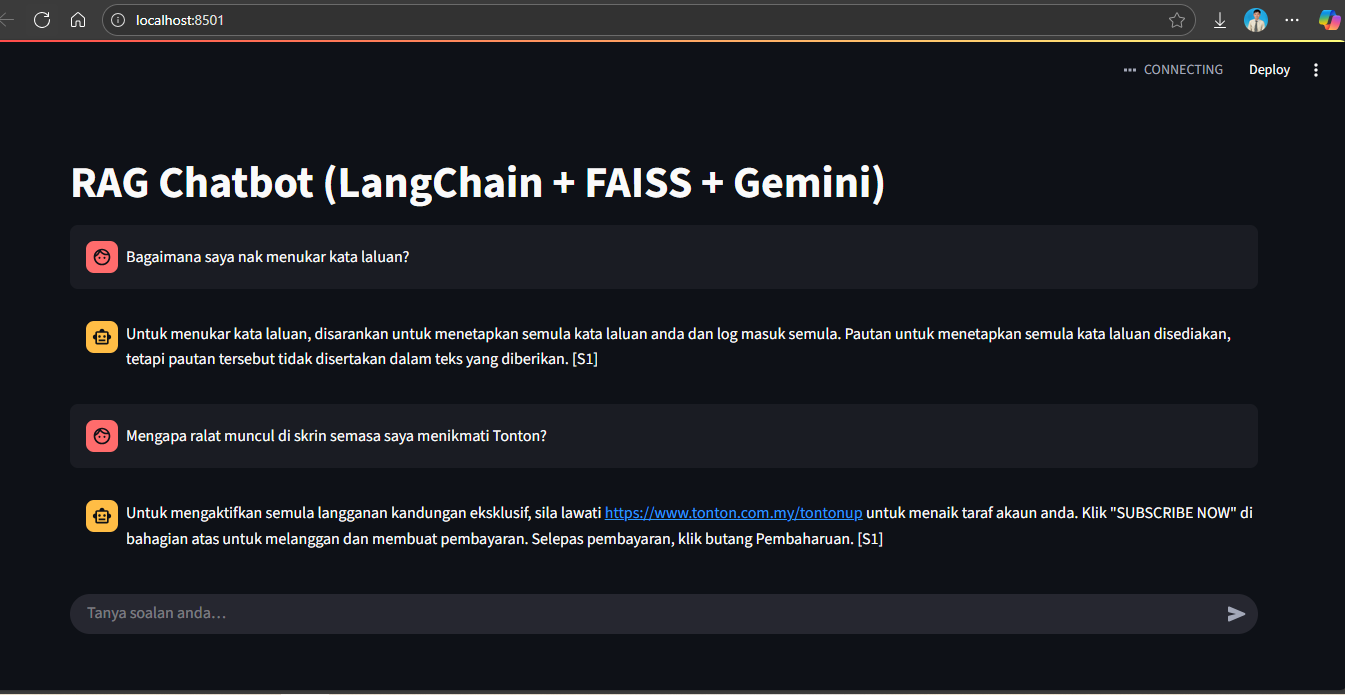 localhost:8501
CONNECTING
Deploy
RAG Chatbot (LangChain + FAISS + Gemini)
Bagaimana saya nak menukar kata laluan?
Untuk menukar kata laluan, disarankan untuk menetapkan semula kata laluan anda dan log masuk semula. Pautan untuk menetapkan semula kata laluan disediakan,
tetapi pautan tersebut tidak disertakan dalam teks yang diberikan. [S1]
Mengapa ralat muncul di skrin semasa saya menikmati Tonton?
Untuk mengaktifkan semula langganan kandungan eksklusif, sila lawati https://www.tonton.com.my/tontonup untuk menaik taraf akaun anda. Klik "SUBSCRIBE NOW" di
bahagian atas untuk melanggan dan membuat pembayaran. Selepas pembayaran, klik butang Pembaharuan. [S1]
Tanya soalan anda…